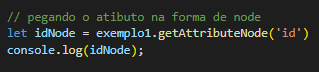 // pegando o atibuto na forma de node
let idNode = exemplo1.getAttributeNode('id')
console.log(idNode);